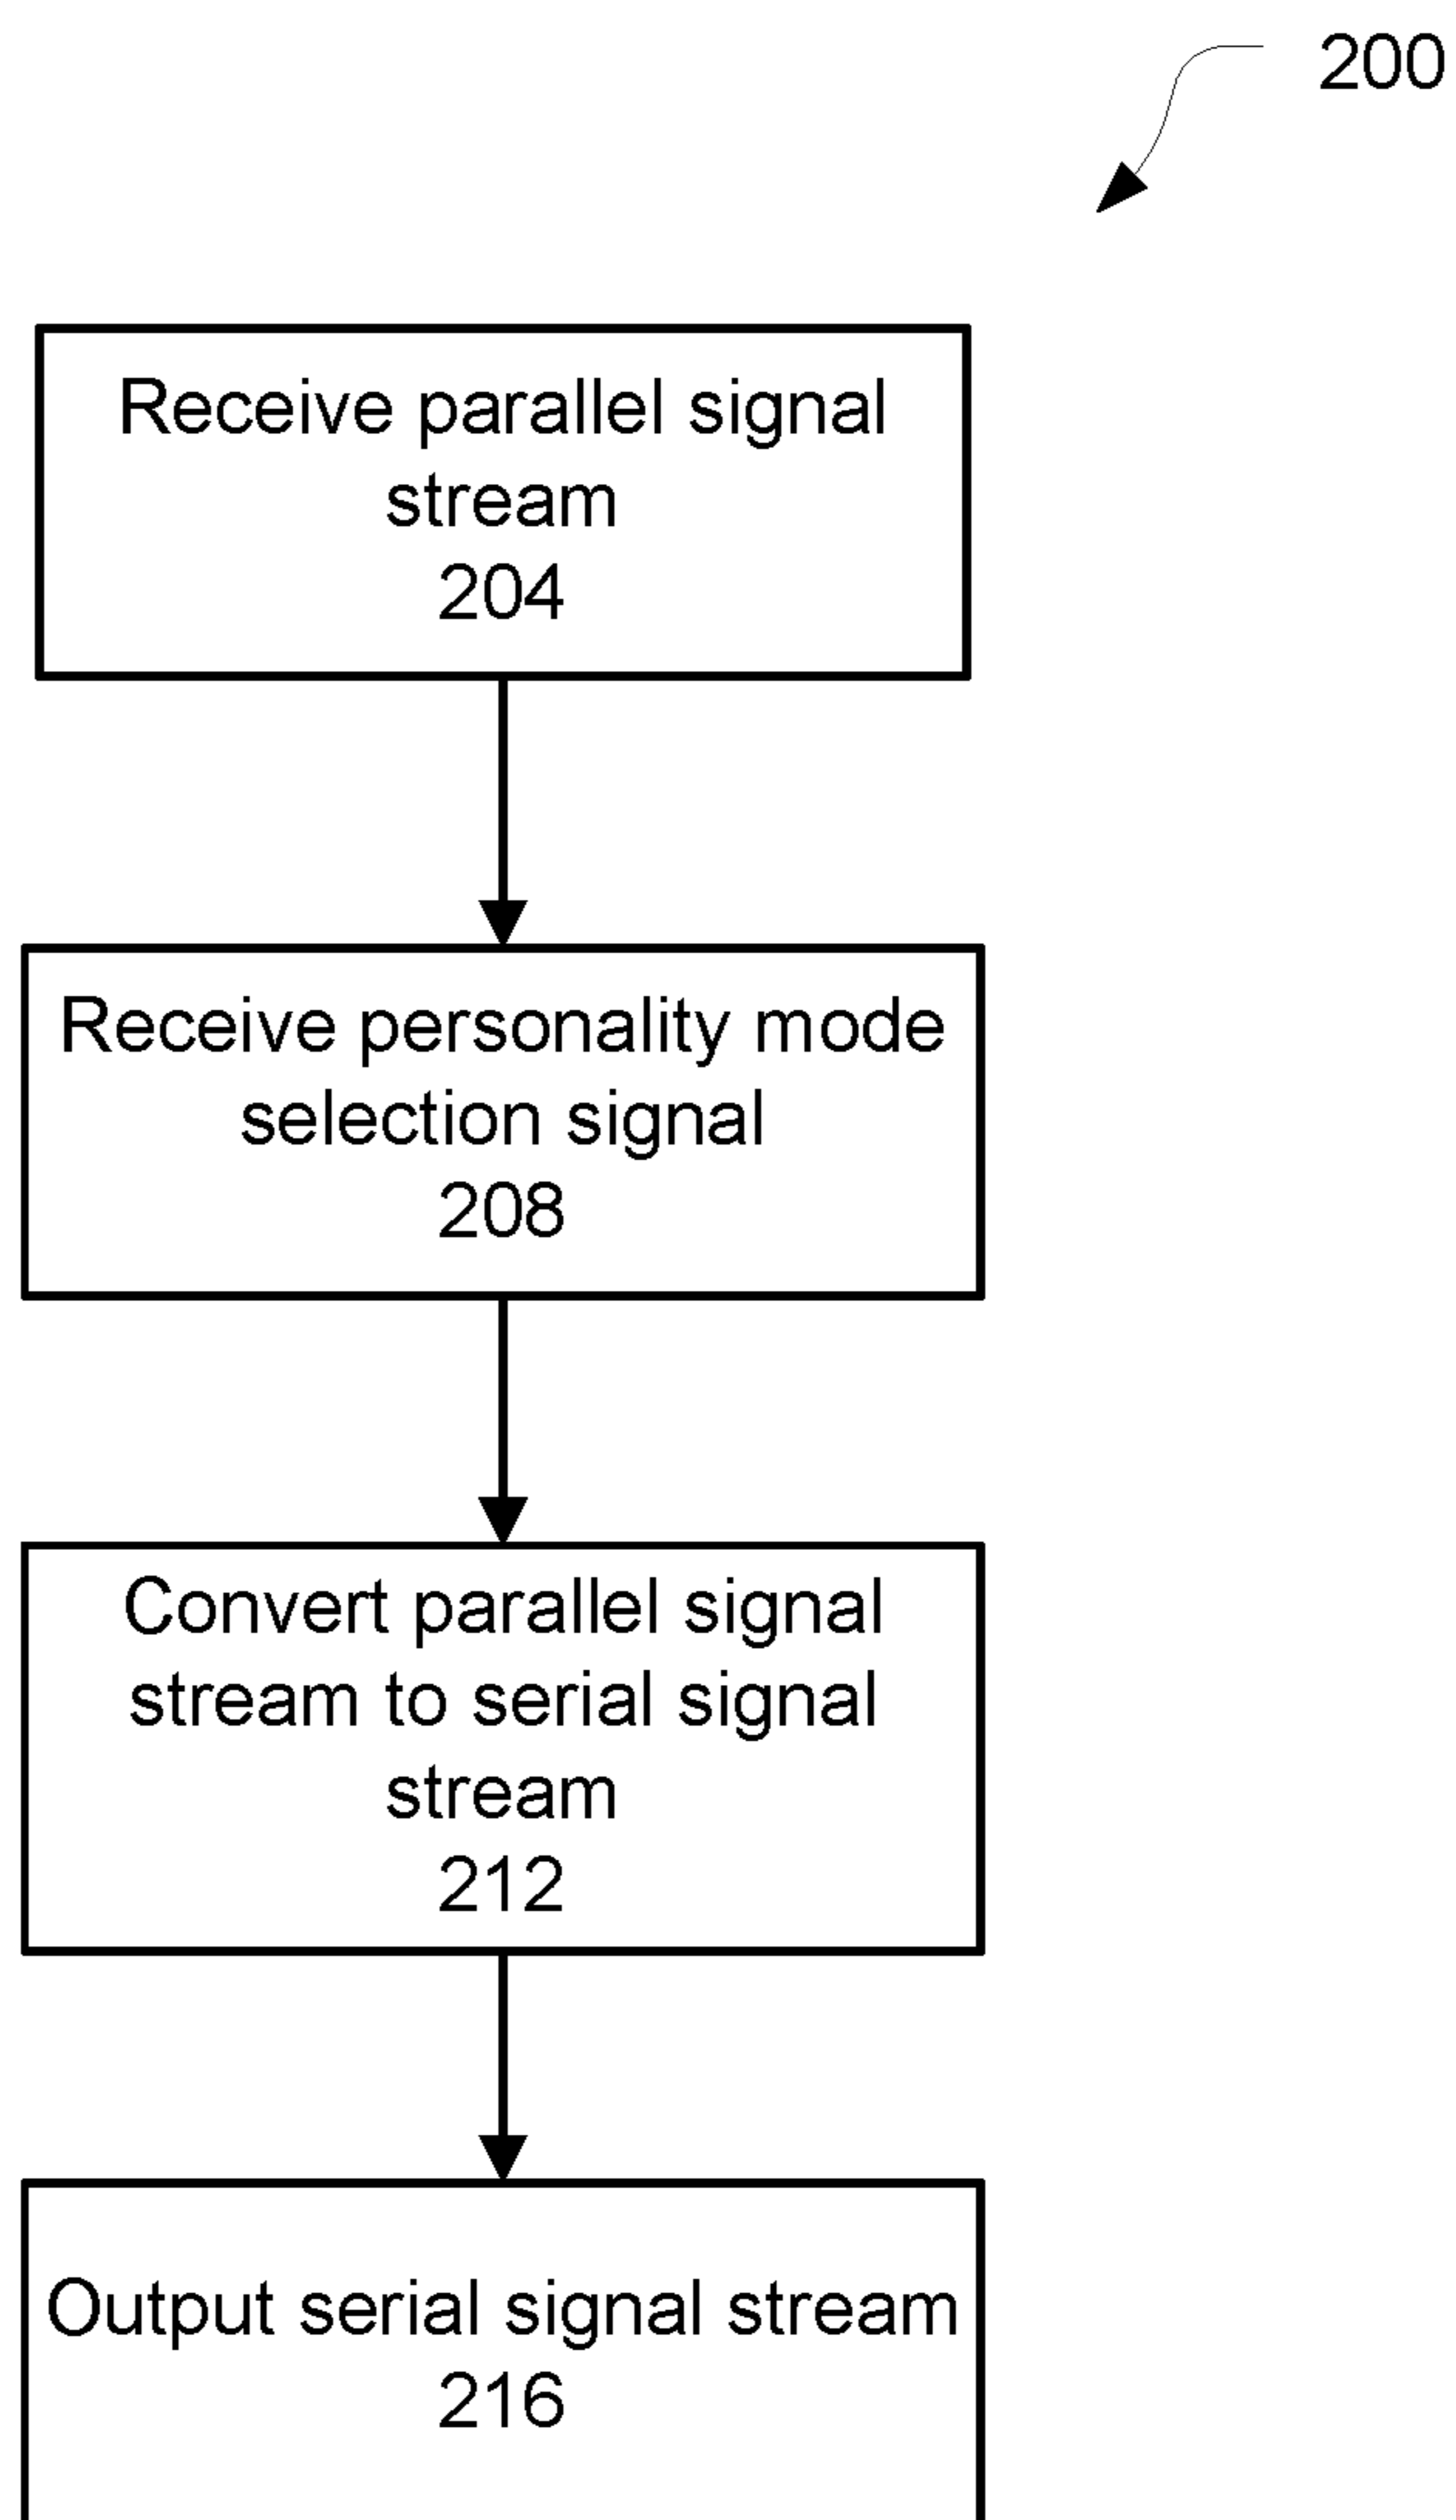 200
Receive parallel signal
stream
204
Receive personality mode
selection signal
208
Convert parallel signal
stream to serial signal
stream
212
Output serial signal stream
216